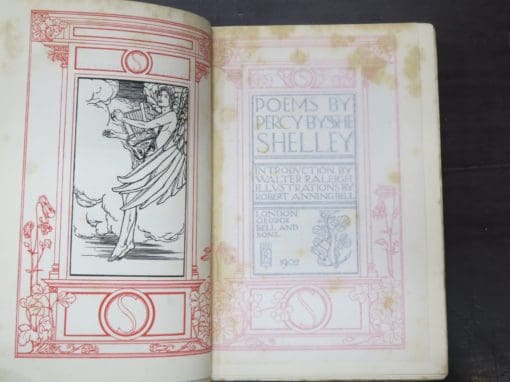 S
S
POEMS BY
PERCY BYSSHE
SHELLEY
INTRODUCTION BY
WALTER RALEIGH
ILLUSTRATIONS BY
ROBERT ANNING BELL
LONDON
GEORGE
BELL AND
SONS
1902